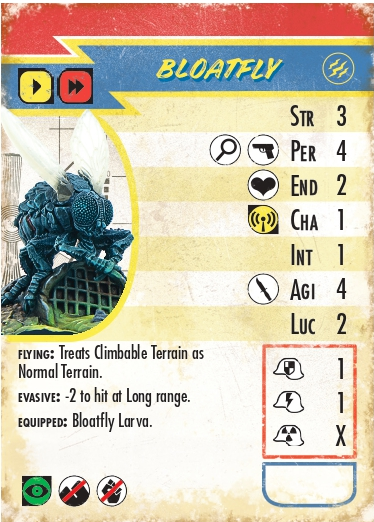 BLOATFLY
STR 3
PER 4
END 2
CHA 1
INT 1
AGI 4
LUC 2
FLYING: Treats Climbable Terrain as
Normal Terrain.
EVASIVE: -2 to hit at Long range.
EQUIPPED: Bloatfly Larva.
1
1
X